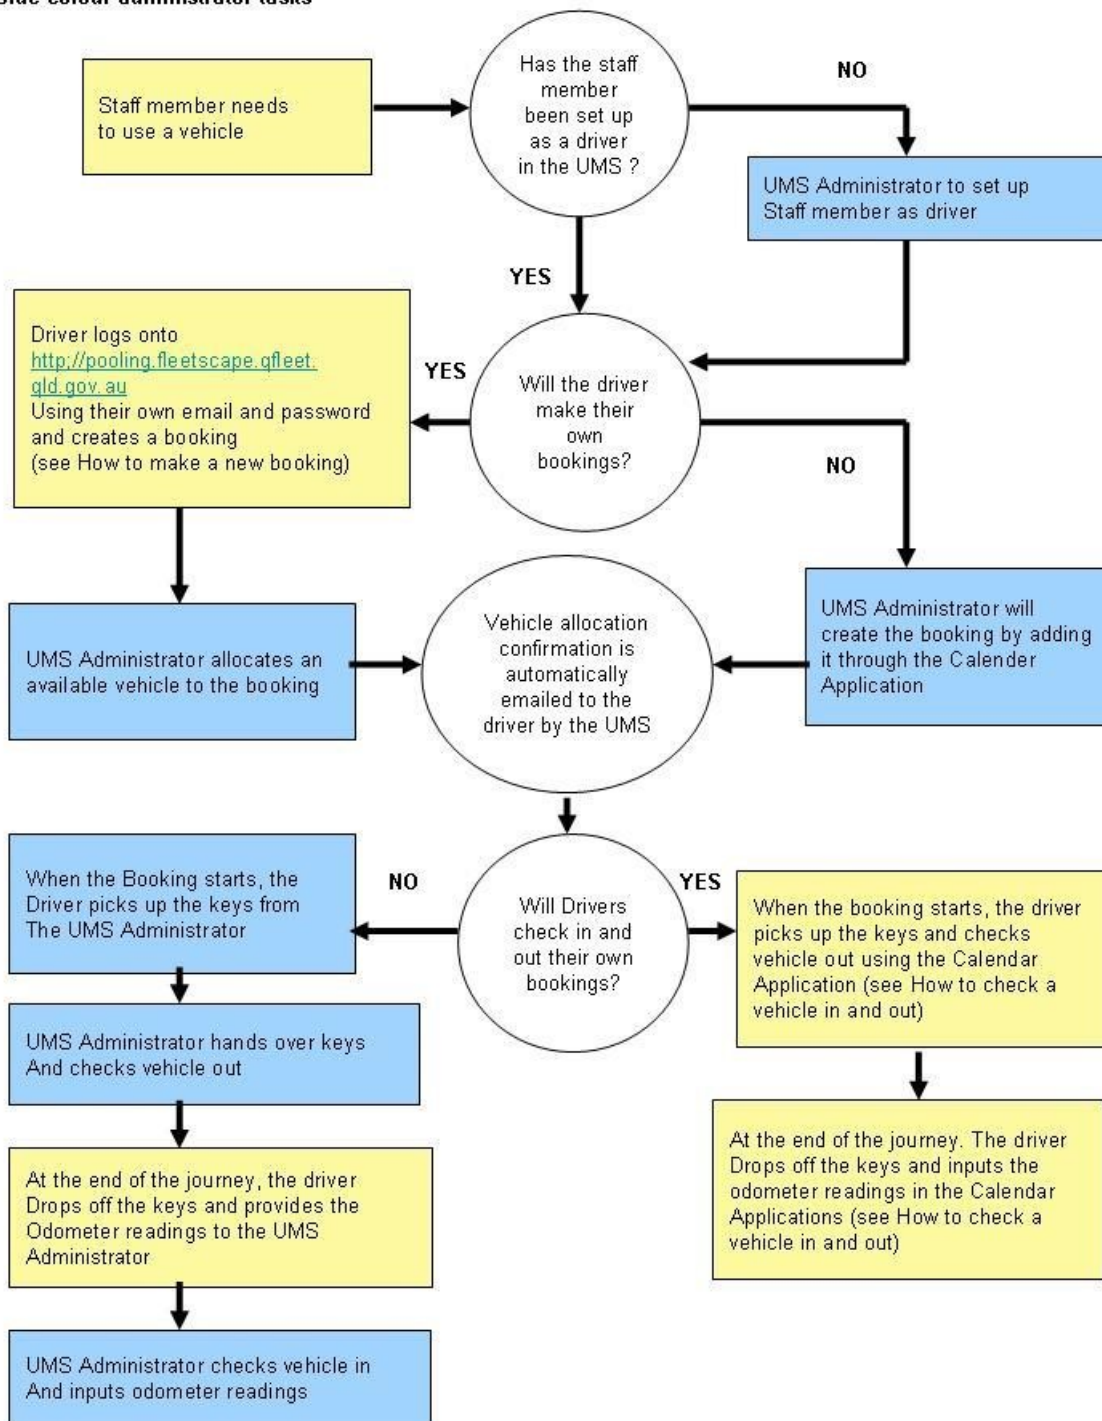 Blue colour administrator tasks
Staff member needs
to use a vehicle
Has the staff
member
been set up
as a driver
in the UMS ?
NO
UMS Administrator to set up
Staff member as driver
YES
Driver logs onto
http;//pooling.fleetscape.qfleet.
qld.gov.au
Using their own email and password
and creates a booking
(see How to make a new booking)
YES
Will the driver
make their
own
bookings?
NO
UMS Administrator allocates an
available vehicle to the booking
Vehicle allocation
confirmation is
automatically
emailed to the
driver by the UMS
UMS Administrator will
create the booking by adding
it through the Calender
Application
When the Booking starts, the
Driver picks up the keys from
The UMS Administrator
NO
Will Drivers
check in and
out their own
bookings?
YES
When the booking starts, the driver
picks up the keys and checks
vehicle out using the Calendar
Application (see How to check a
vehicle in and out)
UMS Administrator hands over keys
And checks vehicle out
At the end of the journey, the driver
Drops off the keys and provides the
Odometer readings to the UMS
Administrator
At the end of the journey. The driver
Drops off the keys and inputs the
odometer readings in the Calendar
Applications (see How to check a
vehicle in and out)
UMS Administrator checks vehicle in
And inputs odometer readings